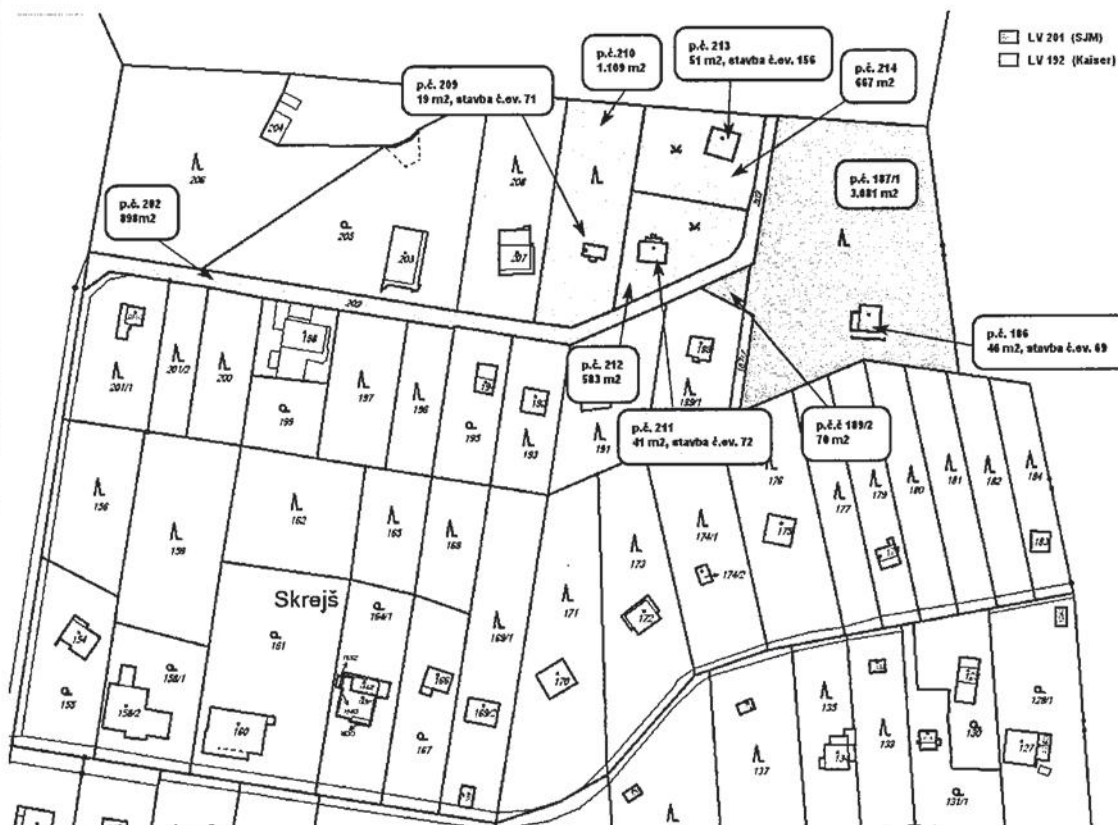 p.č.210
1.109 m2
p.č. 213
51 m2, stavba č.ev. 156
LV 201 (SJM)
LV 192 (Kaiser)
p.č. 209
19 m2, stavba č.ev. 71
p.č. 214
667 m2
204
206
208
p.č. 202
898m2
p.č. 187/1
3.081 m2
205
203
207
202
202
p.č. 186
46 m2, stavba č.ev. 69
198
201/1
201/2
200
197
196
195
193
192
191
189/1
p.č. 212
583 m2
p.č. 211
41 m2, stavba č.ev. 72
p.č.č 189/2
70 m2
199
156
159
162
165
168
176
177
179
180
181
182
184
183
175
174/1
174/2
173
171
172
Skrejš
164/1
161
169/1
154
155
158/1
158/2
160
166
167
169/2
170
137
135
134
133
130
128/1
127
131/1